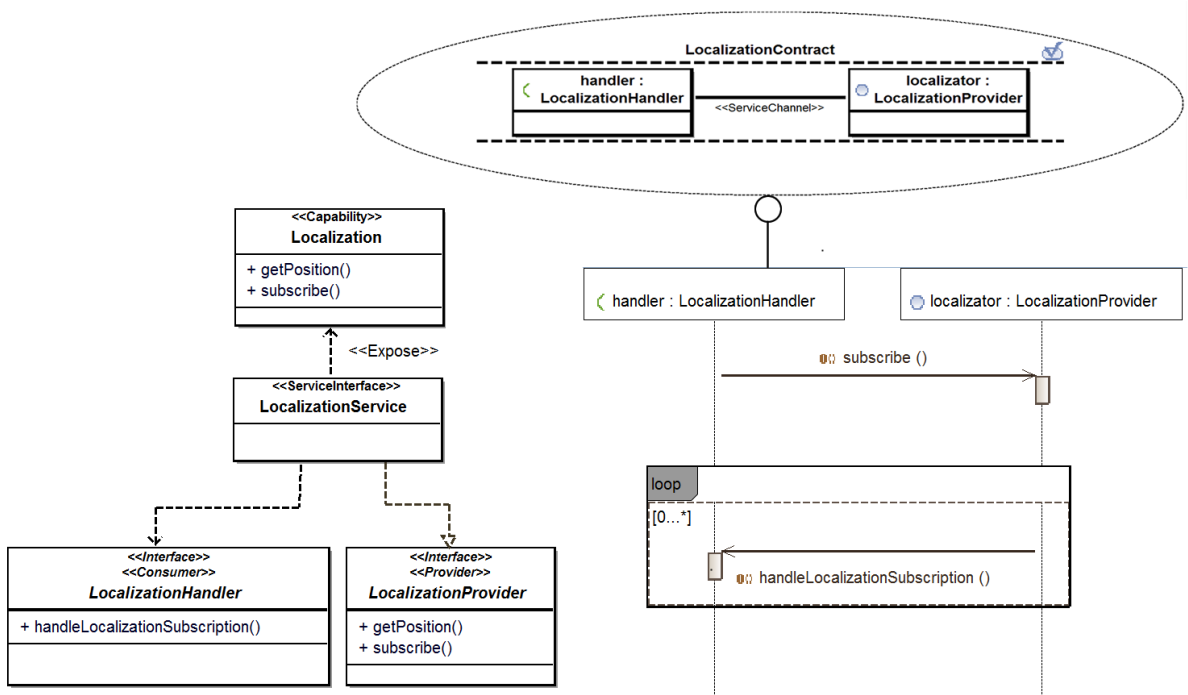 LocalizationContract
handler :
LocalizationHandler
<<ServiceChannel>>
localizator :
LocalizationProvider
<<Capability>>
Localization
+ getPosition()
+ subscribe()
<<Expose>>
<<ServiceInterface>>
LocalizationService
<<Interface>>
<<Consumer>>
LocalizationHandler
+ handleLocalizationSubscription()
<<Interface>>
<<Provider>>
LocalizationProvider
+ getPosition()
+ subscribe()
handler : LocalizationHandler
localizator : LocalizationProvider
subscribe ()
loop
[0...*]
handleLocalizationSubscription ()